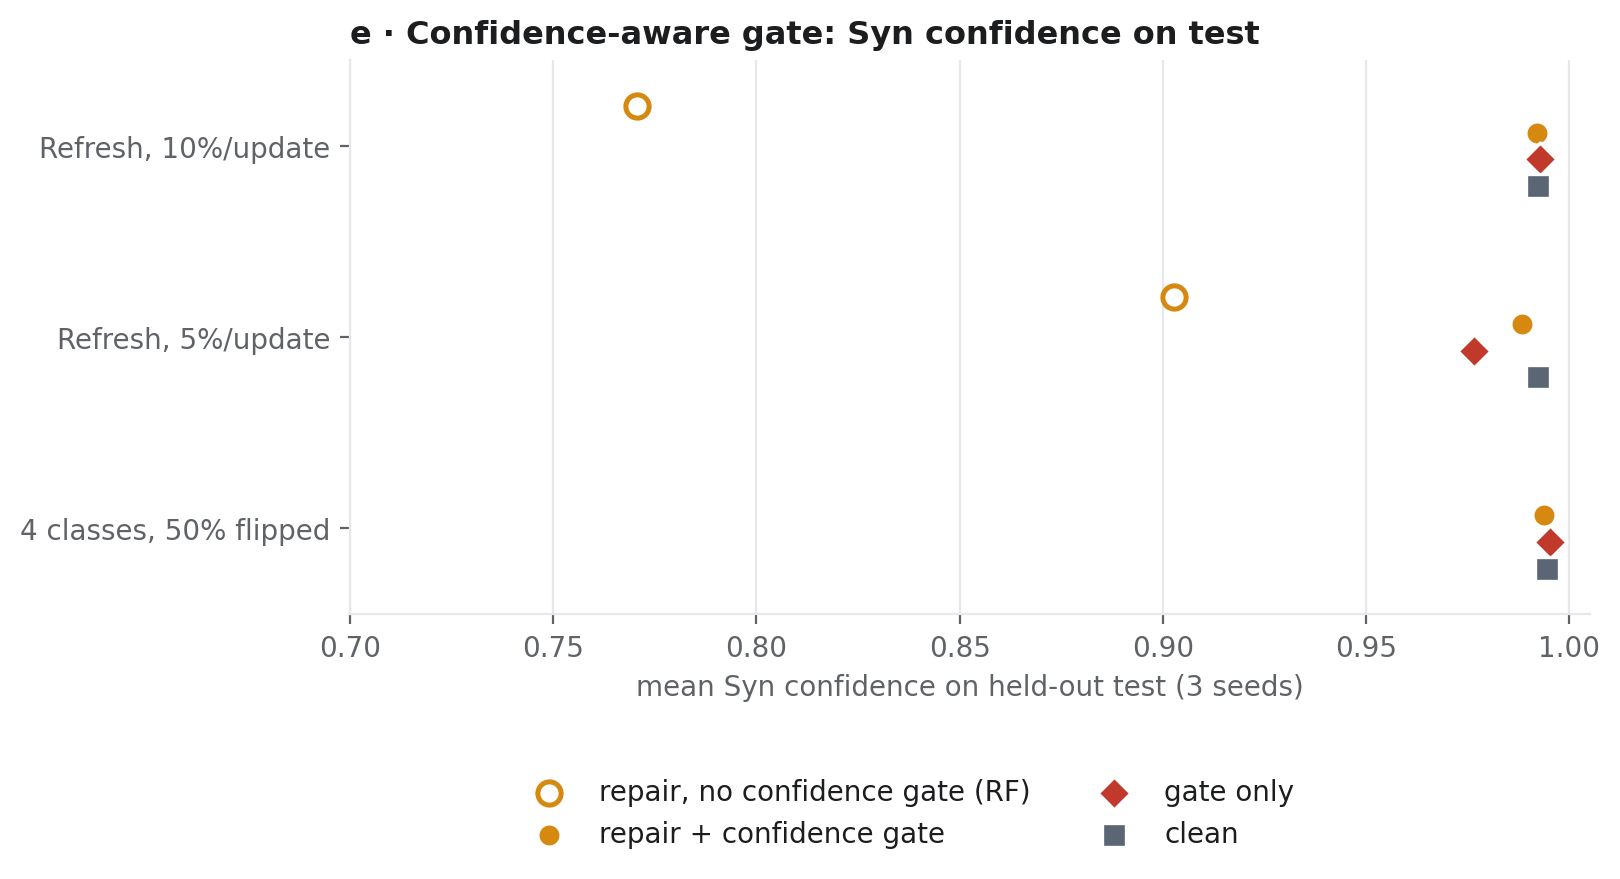 e · Confidence-aware gate: Syn confidence on test
Refresh, 10%/update
Refresh, 5%/update
4 classes, 50% flipped
0.70 0.75 0.80 0.85 0.90 0.95 1.00
mean Syn confidence on held-out test (3 seeds)
repair, no confidence gate (RF) gate only
repair + confidence gate clean